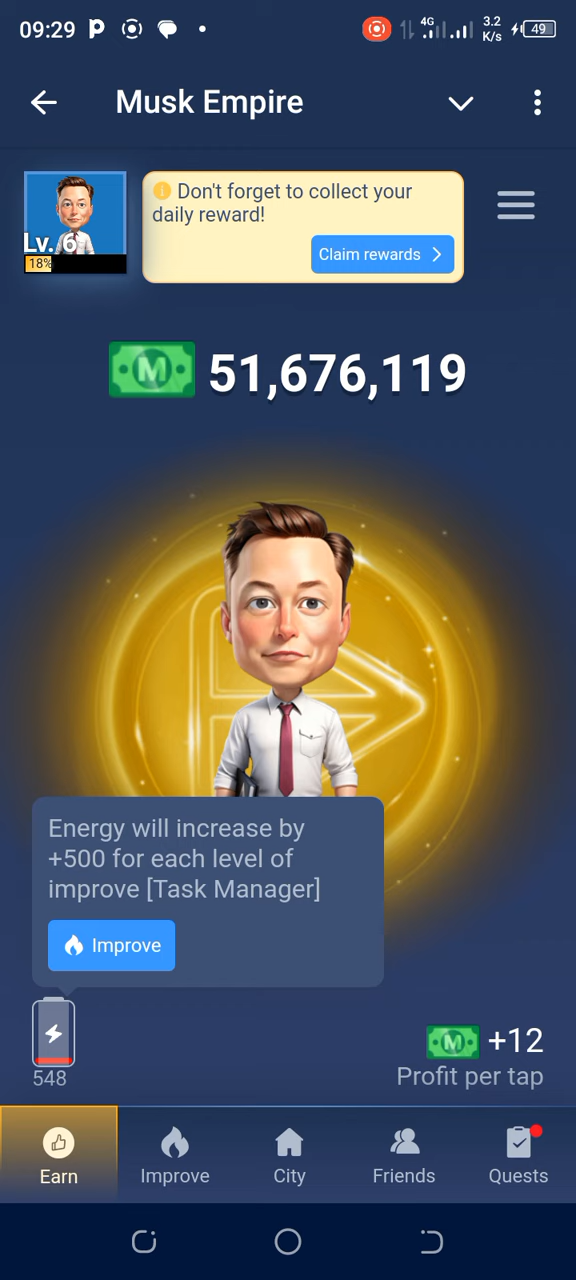 09:29
4G
3.2
K/s
49
Musk Empire
Don't forget to collect your
daily reward!
Claim rewards
Lv. 6
18%
M 51,676,119
Energy will increase by
+500 for each level of
improve [Task Manager]
Improve
548
M +12
Profit per tap
Earn
Improve
City
Friends
Quests